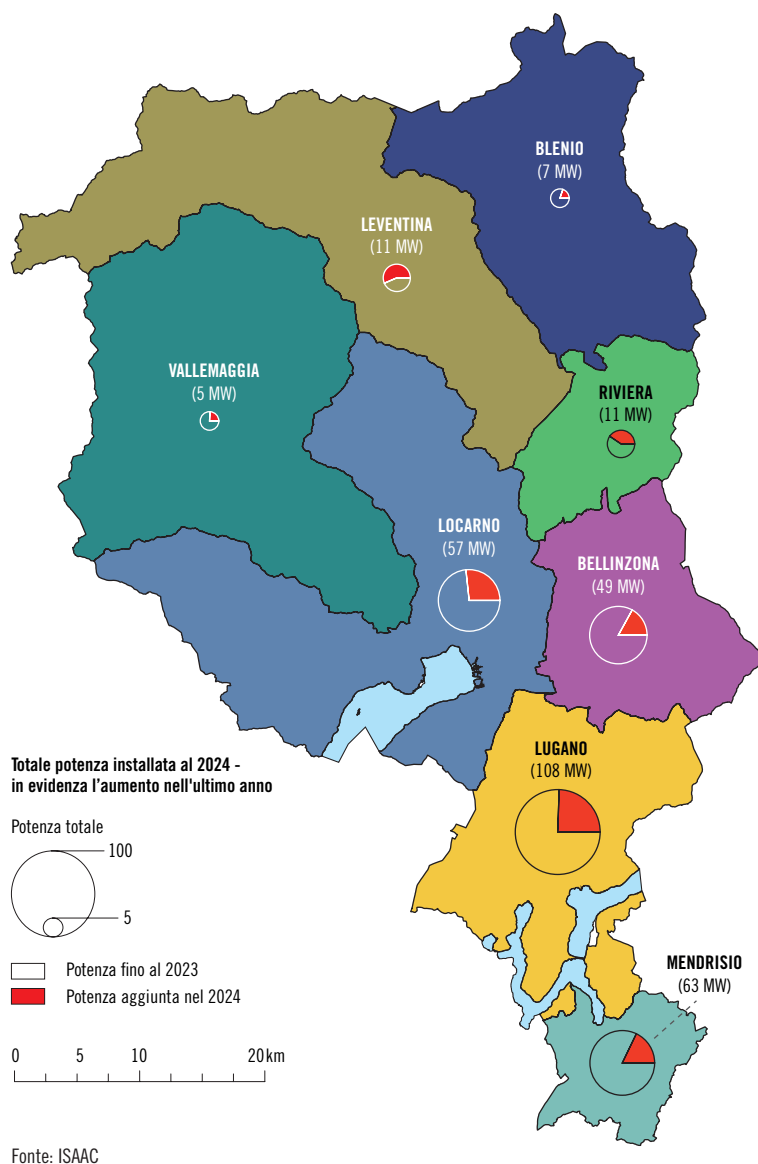 BLENIO
(7 MW)
LEVENTINA
(11 MW)
VALLEMAGGIA
(5 MW)
RIVIERA
(11 MW)
LOCARNO
(57 MW)
BELLINZONA
(49 MW)
LUGANO
(108 MW)
MENDRISIO
(63 MW)
Totale potenza installata al 2024 -
in evidenza l'aumento nell'ultimo anno
Potenza totale
100
5
Potenza fino al 2023
Potenza aggiunta nel 2024
0 5 10 20 km
Fonte: ISAAC